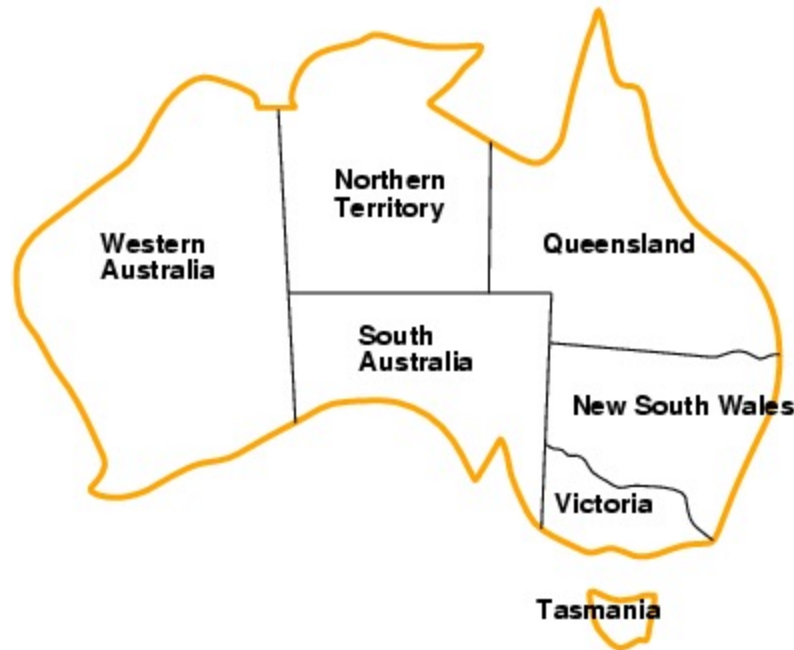 Northern
Territory
Western
Australia
Queensland
South
Australia
New South Wales
Victoria
Tasmania